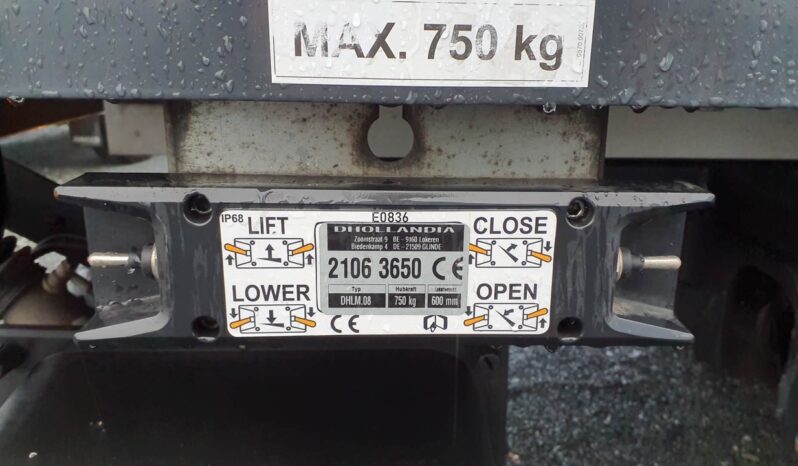 MAX. 750 kg
IP68
E0836
LIFT
LOWER
DHOLLANDIA
Zoomstraat 9 BE - 9160 Lokeren
Biedenkamp 4 DE - 21509 GLINDE
2106 3650 CE
Typ Hubkraft
DHLM.08 750 kg 600 mm
CE
CLOSE
OPEN